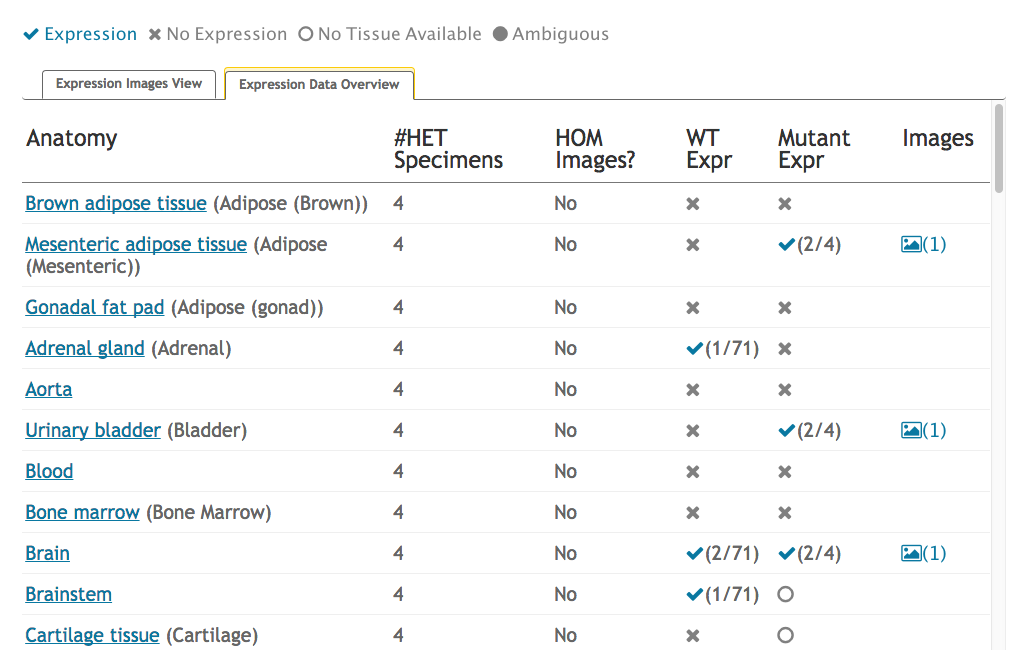 Expression No Expression No Tissue Available Ambiguous
Expression Images View Expression Data Overview
Anatomy #HET Specimens HOM Images? WT Expr Mutant Expr Images
Brown adipose tissue (Adipose (Brown)) 4 No
Mesenteric adipose tissue (Adipose 4 No (2/4) (1)
(Mesenteric))
Gonadal fat pad (Adipose (gonad)) 4 No
Adrenal gland (Adrenal) 4 No (1/71)
Aorta 4 No
Urinary bladder (Bladder) 4 No (2/4) (1)
Blood 4 No
Bone marrow (Bone Marrow) 4 No
Brain 4 No (2/71) (2/4) (1)
Brainstem 4 No (1/71)
Cartilage tissue (Cartilage) 4 No